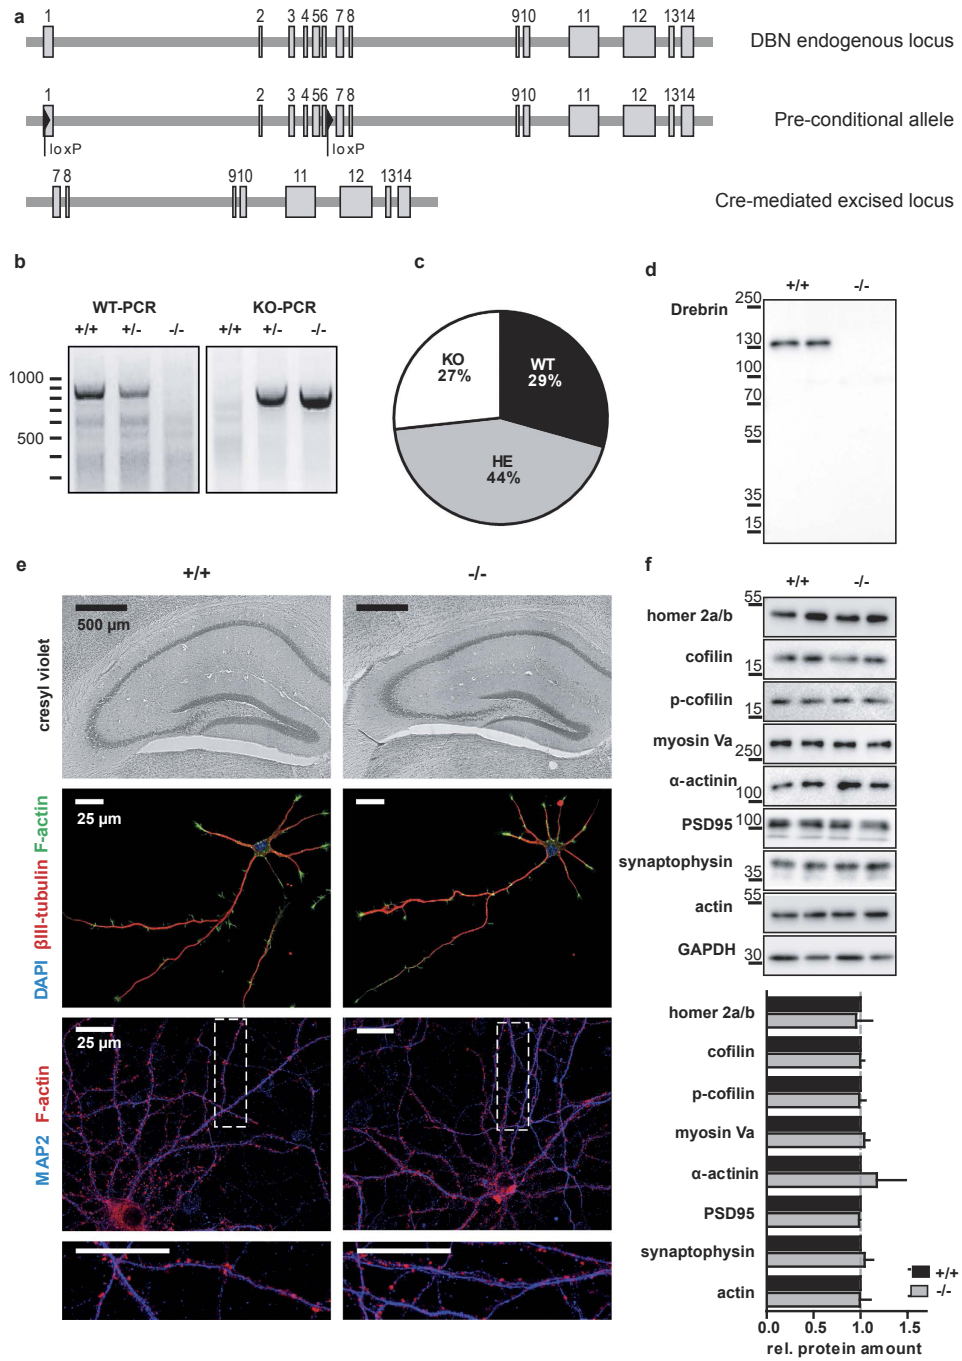 a
1 2 3 4 5 6 7 8 9 10 11 12 13 14
DBN endogenous locus
1 2 3 4 5 6 7 8 9 10 11 12 13 14
Pre-conditional allele
loxP loxP
7 8 9 10 11 12 13 14
Cre-mediated excised locus
b
WT-PCR KO-PCR
+/+ +/- -/- +/+ +/- -/-
1000
500
c
KO
27%
WT
29%
HE
44%
d
+/+ -/-
Drebrin
250
130
100
70
55
35
15
e
+/+ -/-
cresyl violet
500 µm
DAPI βIII-tubulin F-actin
25 µm
MAP2 F-actin
25 µm
f
+/+ -/-
homer 2a/b 55
cofilin 15
p-cofilin 15
myosin Va 250
α-actinin 100
PSD95 100
synaptophysin 35
actin 55
GAPDH 30
homer 2a/b
cofilin
p-cofilin
myosin Va
α-actinin
PSD95
synaptophysin
actin
+/+
-/-
0.0 0.5 1.0 1.5
rel. protein amount